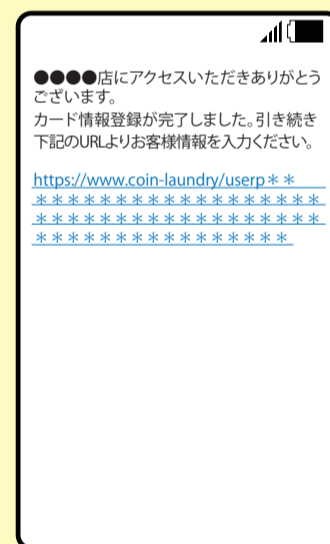 ●●●●店にアクセスいただきありがとう
ございます。
カード情報登録が完了しました。引き続き
下記のURLよりお客様情報を入力ください。
https://www.coin-laundry/userp＊＊
＊＊＊＊＊＊＊＊＊＊＊＊＊＊＊＊＊＊
＊＊＊＊＊＊＊＊＊＊＊＊＊＊＊＊＊＊
＊＊＊＊＊＊＊＊＊＊＊＊＊＊＊＊